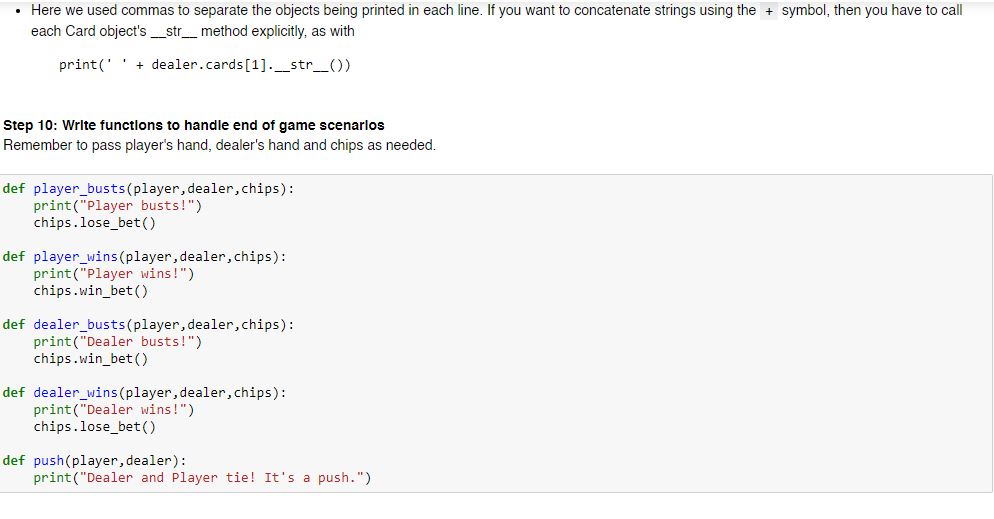 • Here we used commas to separate the objects being printed in each line. If you want to concatenate strings using the + symbol, then you have to call
each Card object's __str__ method explicitly, as with
print(' ' + dealer.cards[1].__str__())
Step 10: Write functions to handle end of game scenarios
Remember to pass player's hand, dealer's hand and chips as needed.
def player_busts(player,dealer,chips):
    print("Player busts!")
    chips.lose_bet()
def player_wins(player,dealer,chips):
    print("Player wins!")
    chips.win_bet()
def dealer_busts(player,dealer,chips):
    print("Dealer busts!")
    chips.win_bet()
def dealer_wins(player,dealer,chips):
    print("Dealer wins!")
    chips.lose_bet()
def push(player,dealer):
    print("Dealer and Player tie! It's a push.")